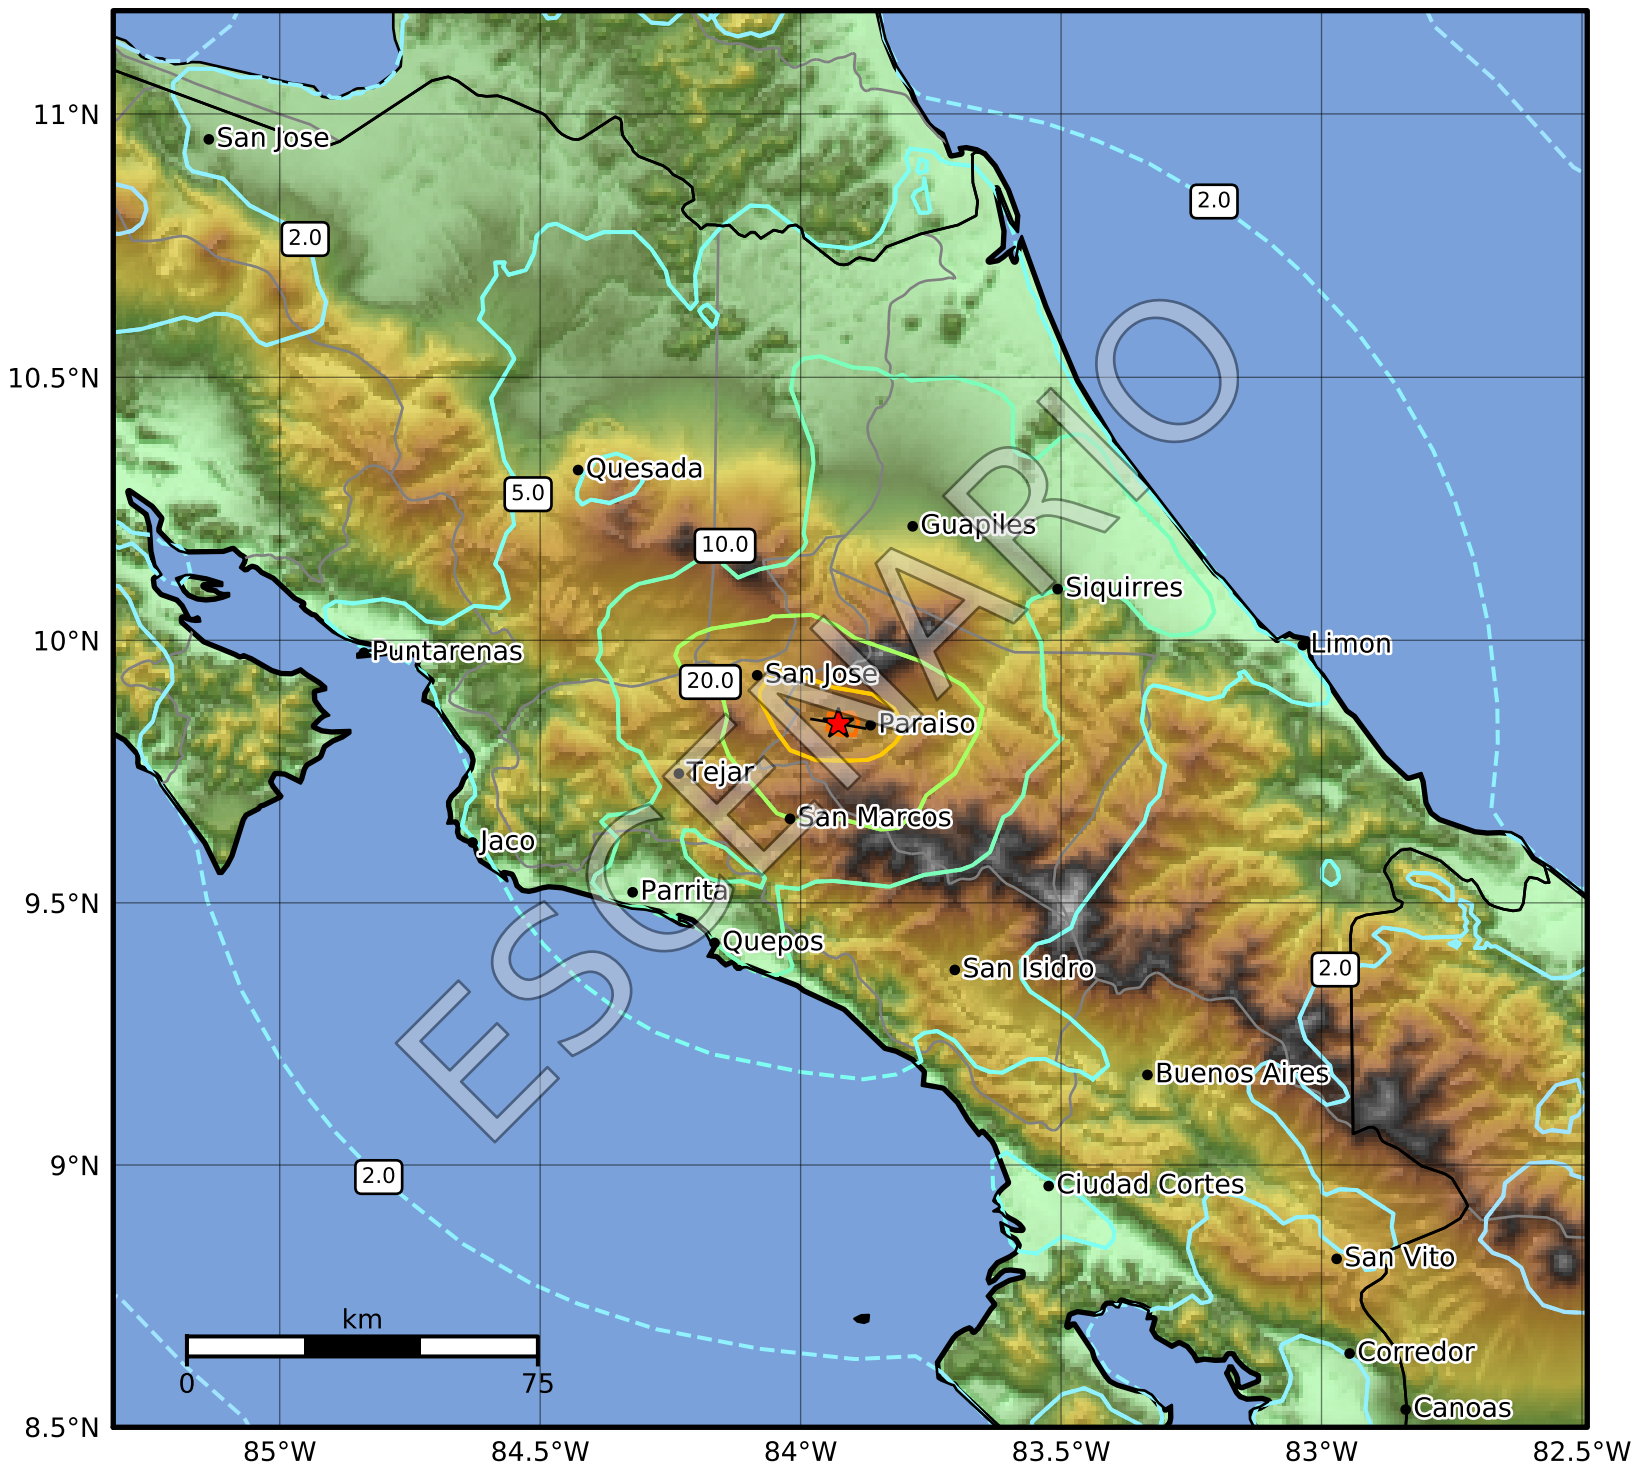 11°N
San Jose
2.0
2.0
10.5°N
Quesada
5.0
Guapiles
10.0
Siquirres
10°N
Limon
Puntarenas
San Jose
20.0
Paraiso
Tejar
San Marcos
Jaco
Parrita
9.5°N
Quepos
San Isidro
2.0
Buenos Aires
9°N
2.0
Ciudad Cortes
San Vito
km
Corredor
0
75
Canoas
8.5°N
85°W
84.5°W
84°W
83.5°W
83°W
82.5°W
ESCENARIO